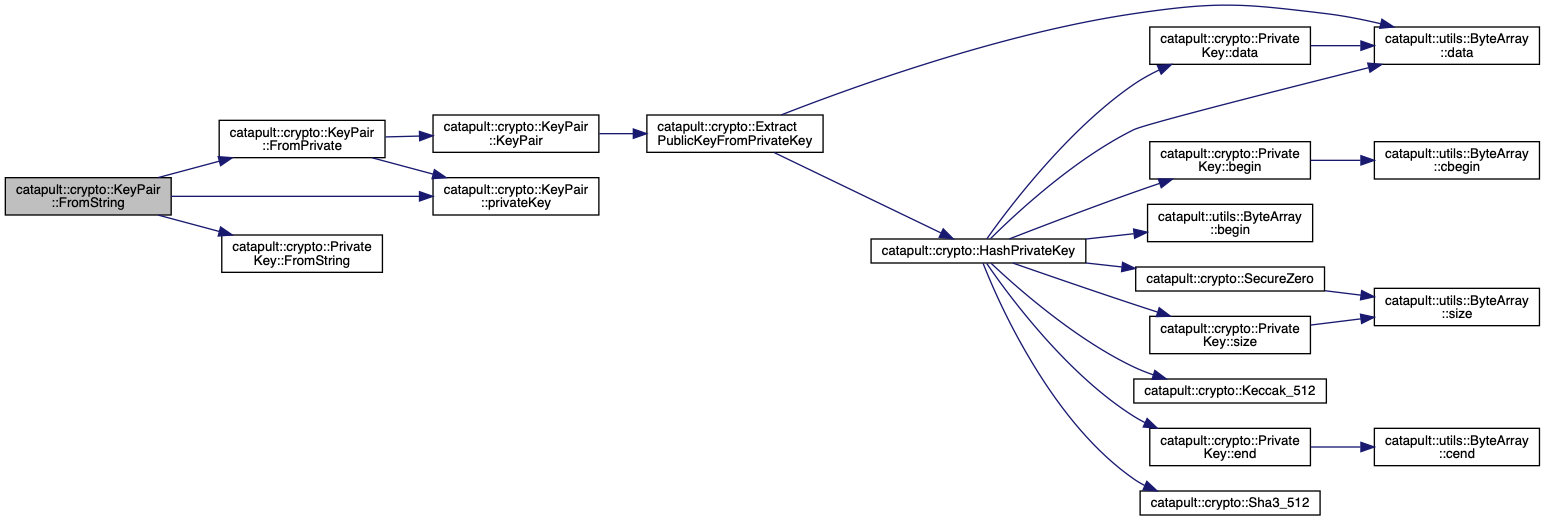 catapult::crypto::KeyPair
::FromString
catapult::crypto::KeyPair
::FromPrivate
catapult::crypto::Private
Key::FromString
catapult::crypto::KeyPair
::KeyPair
catapult::crypto::KeyPair
::privateKey
catapult::crypto::Extract
PublicKeyFromPrivateKey
catapult::crypto::HashPrivateKey
catapult::crypto::Private
Key::data
catapult::crypto::Private
Key::begin
catapult::utils::ByteArray
::begin
catapult::crypto::SecureZero
catapult::crypto::Private
Key::size
catapult::crypto::Keccak_512
catapult::crypto::Private
Key::end
catapult::crypto::Sha3_512
catapult::utils::ByteArray
::data
catapult::utils::ByteArray
::cbegin
catapult::utils::ByteArray
::size
catapult::utils::ByteArray
::cend